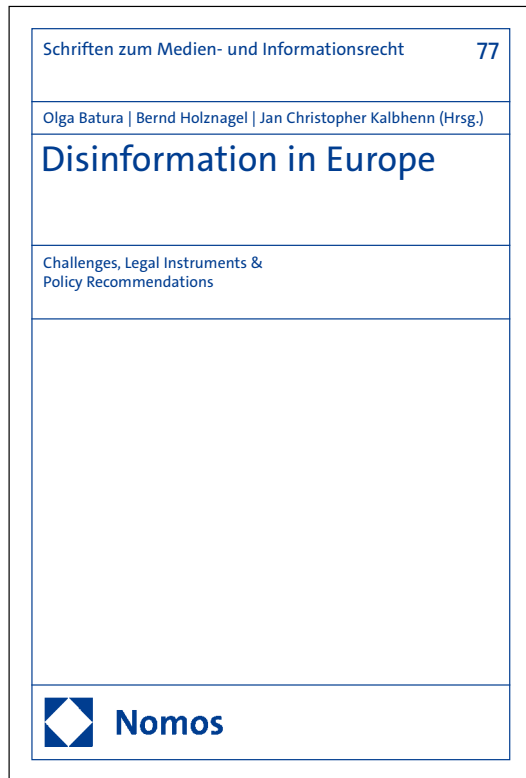 Schriften zum Medien- und Informationsrecht 77
Olga Batura | Bernd Holznagel | Jan Christopher Kalbhenn (Hrsg.)
Disinformation in Europe
Challenges, Legal Instruments &
Policy Recommendations
Nomos